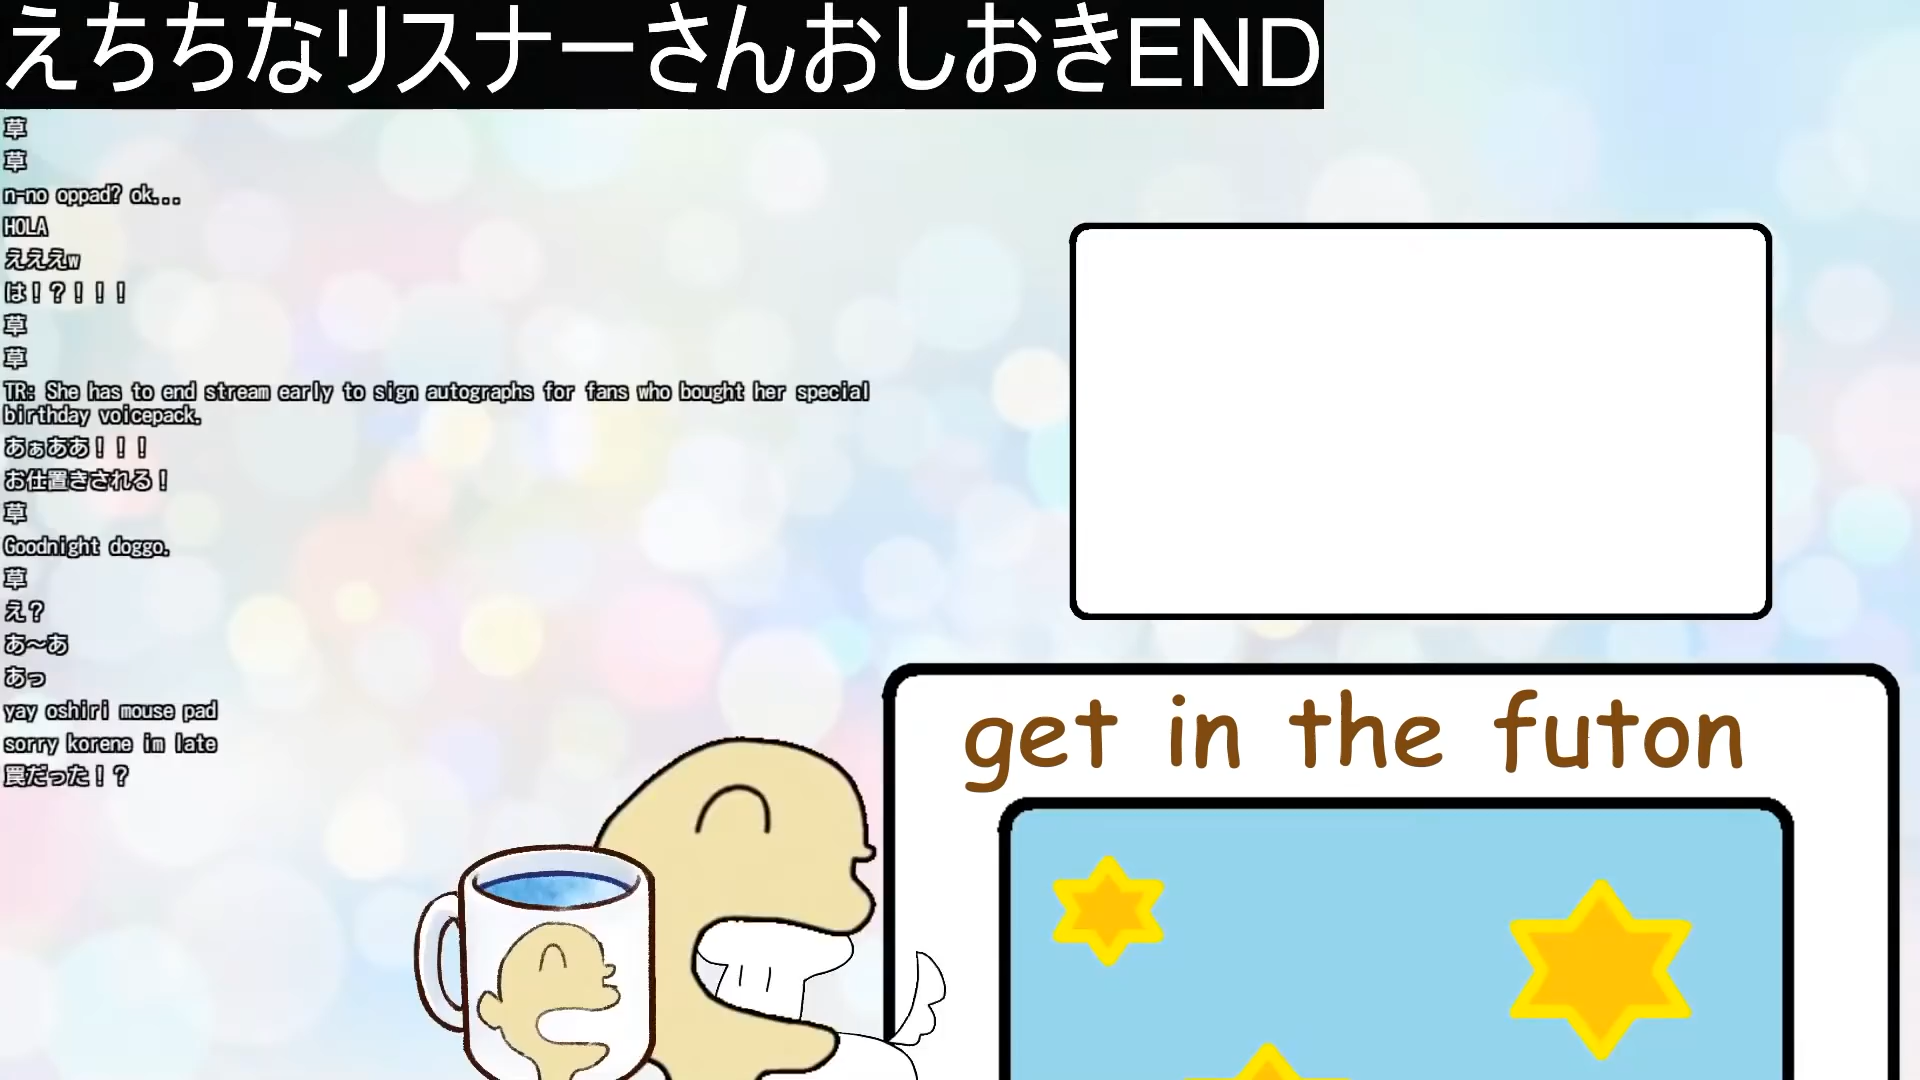 えちちなリスナーさんおしおきEND
草
草
n-no oppad? ok...
HOLA
えええw
は！？！！！
草
草
TR: She has to end stream early to sign autographs for fans who bought her special
birthday voicepack.
あぁああ！！！
お仕置きされる！
草
Goodnight doggo.
草
え？
あ～あ
あっ
yay oshiri mouse pad
sorry korene im late
罠だった！？
get in the futon